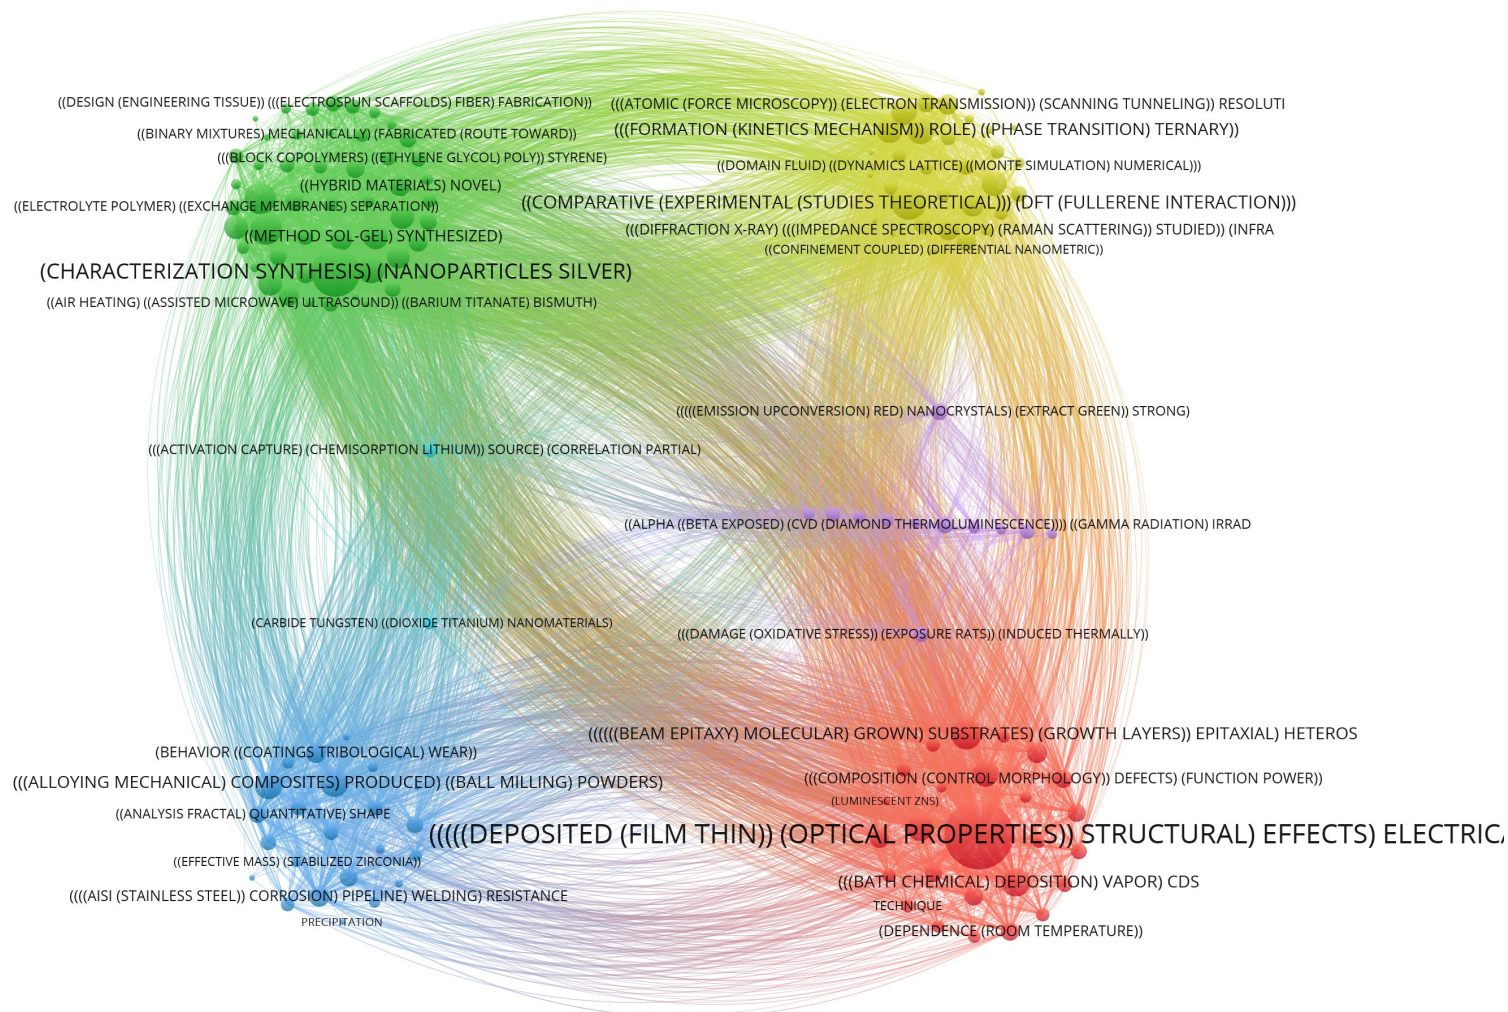 ((DESIGN (ENGINEERING TISSUE)) (((ELECTROSPUN SCAFFOLDS) FIBER) FABRICATION))
(((ATOMIC (FORCE MICROSCOPY)) (ELECTRON TRANSMISSION)) (SCANNING TUNNELING)) RESOLUTI
((BINARY MIXTURES) MECHANICALLY) (FABRICATED (ROUTE TOWARD))
(((FORMATION (KINETICS MECHANISM)) ROLE) ((PHASE TRANSITION) TERNARY))
(((BLOCK COPOLYMERS) ((ETHYLENE GLYCOL) POLY)) STYRENE)
((DOMAIN FLUID) ((DYNAMICS LATTICE) ((MONTE SIMULATION) NUMERICAL)))
((HYBRID MATERIALS) NOVEL)
((ELECTROLYTE POLYMER) ((EXCHANGE MEMBRANES) SEPARATION))
((COMPARATIVE (EXPERIMENTAL (STUDIES THEORETICAL))) (DFT (FULLERENE INTERACTION)))
((METHOD SOL-GEL) SYNTHESIZED)
(((DIFFRACTION X-RAY) (((IMPEDANCE SPECTROSCOPY) (RAMAN SCATTERING)) STUDIED)) (INFRA
((CONFINEMENT COUPLED) (DIFFERENTIAL NANOMETRIC))
(CHARACTERIZATION SYNTHESIS) (NANOPARTICLES SILVER)
((AIR HEATING) ((ASSISTED MICROWAVE) ULTRASOUND)) ((BARIUM TITANATE) BISMUTH)
(((((EMISSION UPCONVERSION) RED) NANOCRYSTALS) (EXTRACT GREEN)) STRONG)
(((ACTIVATION CAPTURE) (CHEMISORPTION LITHIUM)) SOURCE) (CORRELATION PARTIAL)
((ALPHA ((BETA EXPOSED) (CVD (DIAMOND THERMOLUMINESCENCE)))) ((GAMMA RADIATION) IRRAD
(CARBIDE TUNGSTEN) ((DIOXIDE TITANIUM) NANOMATERIALS)
(((DAMAGE (OXIDATIVE STRESS)) (EXPOSURE RATS)) (INDUCED THERMALLY))
((((((BEAM EPITAXY) MOLECULAR) GROWN) SUBSTRATES) (GROWTH LAYERS)) EPITAXIAL) HETEROS
(BEHAVIOR ((COATINGS TRIBOLOGICAL) WEAR))
(((ALLOYING MECHANICAL) COMPOSITES) PRODUCED) ((BALL MILLING) POWDERS)
(((COMPOSITION (CONTROL MORPHOLOGY)) DEFECTS) (FUNCTION POWER))
(LUMINESCENT ZNS)
((ANALYSIS FRACTAL) QUANTITATIVE) SHAPE
(((((DEPOSITED (FILM THIN)) (OPTICAL PROPERTIES)) STRUCTURAL) EFFECTS) ELECTRICA
((EFFECTIVE MASS) (STABILIZED ZIRCONIA))
(((BATH CHEMICAL) DEPOSITION) VAPOR) CDS
((((AISI (STAINLESS STEEL)) CORROSION) PIPELINE) WELDING) RESISTANCE
TECHNIQUE
PRECIPITATION
(DEPENDENCE (ROOM TEMPERATURE))